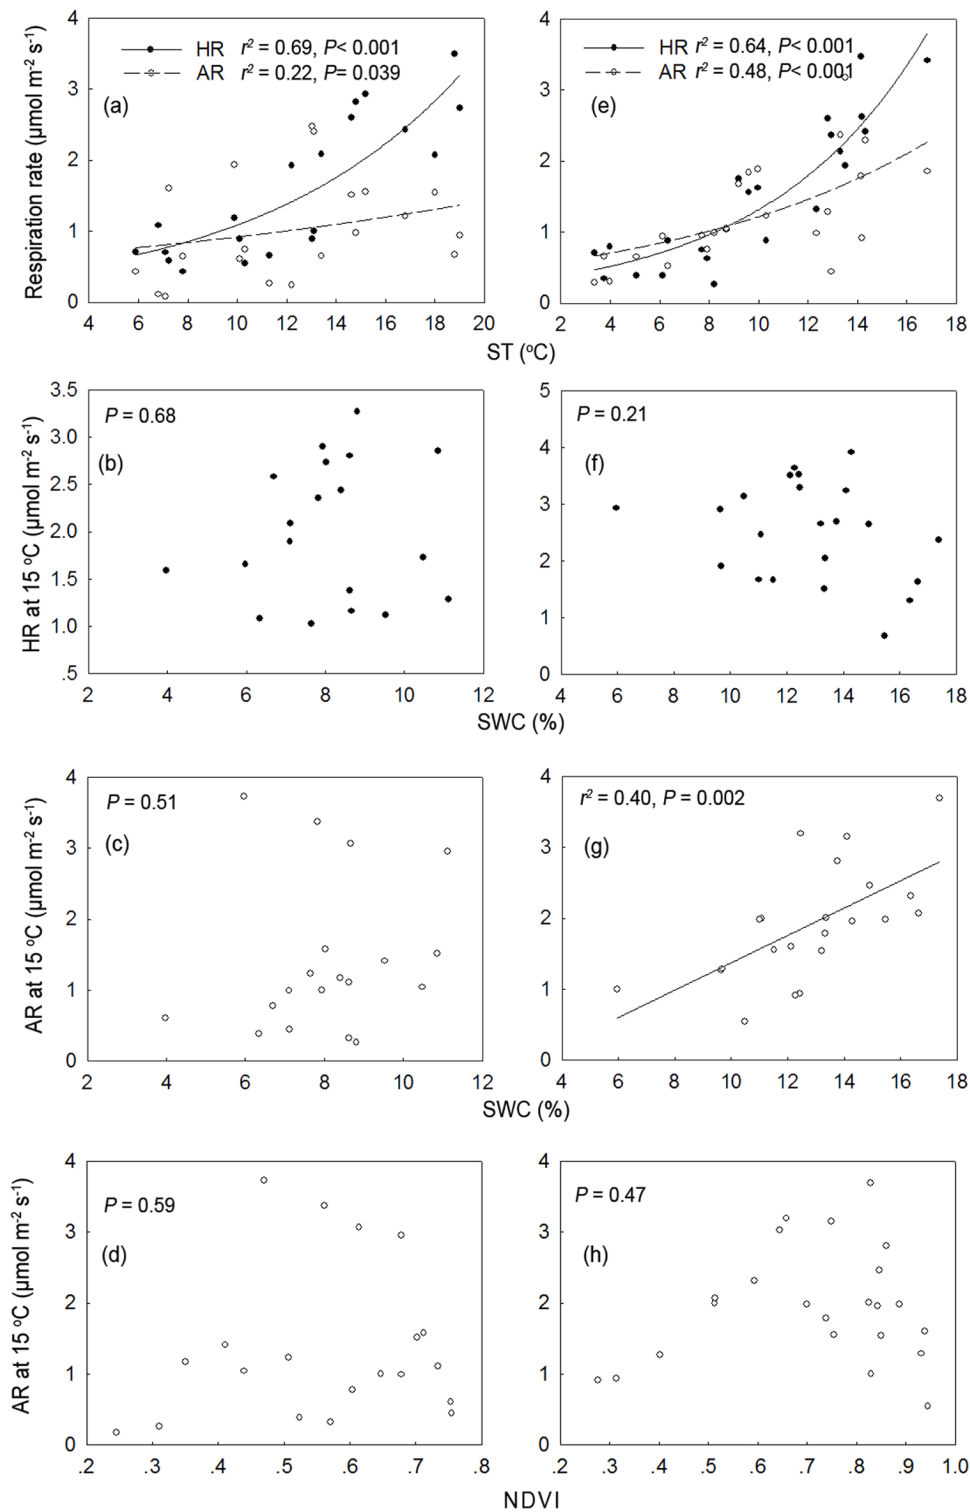 4
3
2
1
0
Respiration rate (µmol m-2 s-1)
(a)
HR r2 = 0.69, P< 0.001
AR r2 = 0.22, P= 0.039
4 6 8 10 12 14 16 18 20
4
3
2
1
0
(e)
HR r2 = 0.64, P< 0.001
AR r2 = 0.48, P< 0.001
2 4 6 8 10 12 14 16 18
ST (oC)
3.5
3.0
2.5
2.0
1.5
1.0
.5
HR at 15 oC (µmol m-2 s-1)
P = 0.68
(b)
2 4 6 8 10 12
5
4
3
2
1
0
P = 0.21
(f)
4 6 8 10 12 14 16 18
SWC (%)
4
3
2
1
0
AR at 15 oC (µmol m-2 s-1)
P = 0.51
(c)
2 4 6 8 10 12
4
3
2
1
0
r2 = 0.40, P = 0.002
(g)
4 6 8 10 12 14 16 18
SWC (%)
4
3
2
1
0
AR at 15 oC (µmol m-2 s-1)
P = 0.59
(d)
.2 .3 .4 .5 .6 .7 .8
4
3
2
1
0
P = 0.47
(h)
.2 .3 .4 .5 .6 .7 .8 .9 1.0
NDVI